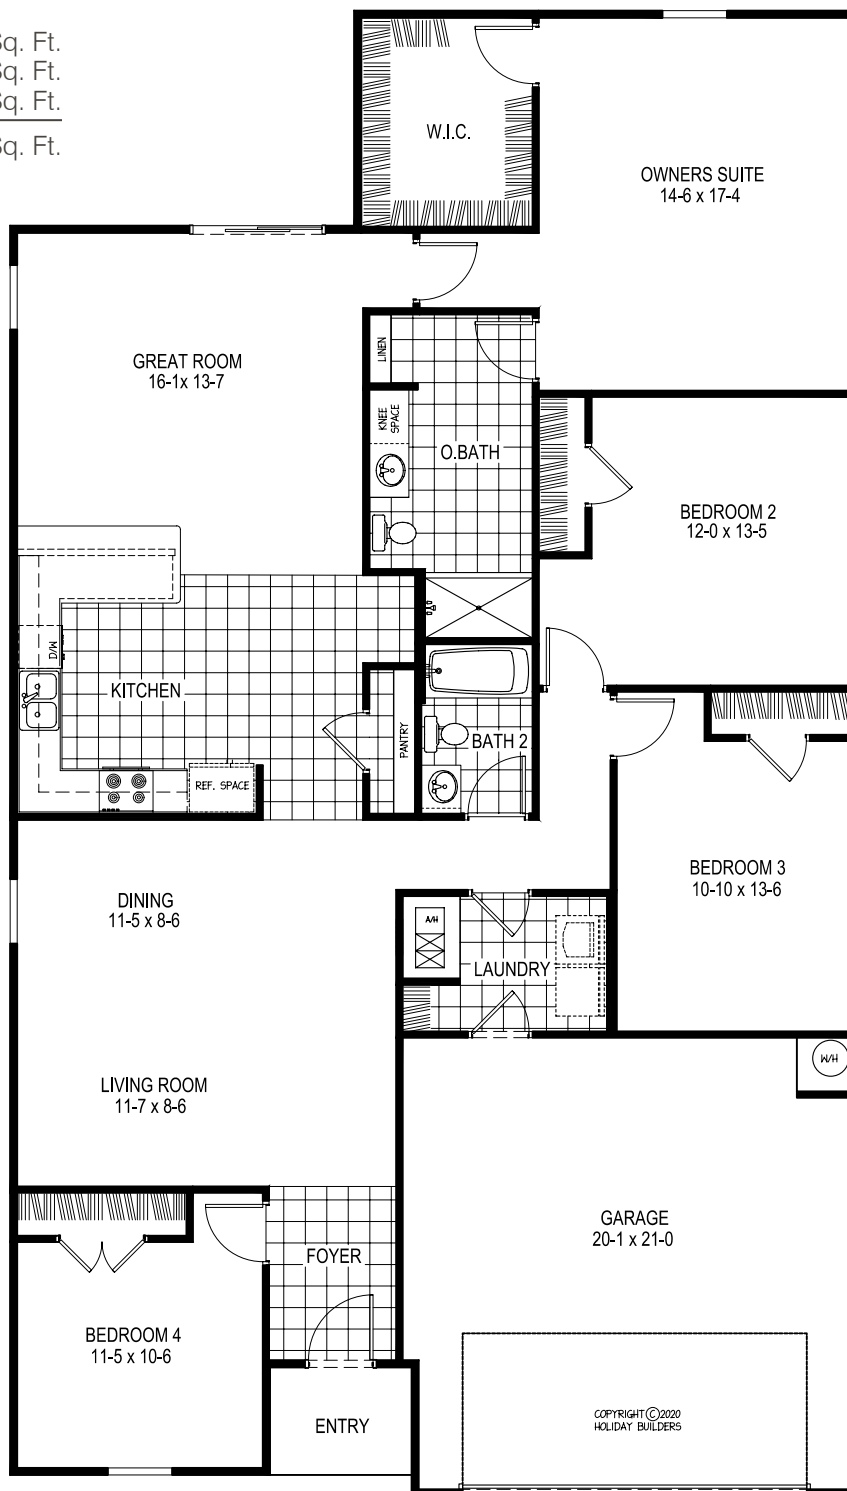 Sq. Ft.
Sq. Ft.
Sq. Ft.
Sq. Ft.
W.I.C.
OWNERS SUITE
14-6 x 17-4
GREAT ROOM
16-1x 13-7
LINEN
KNEE
SPACE
O.BATH
BEDROOM 2
12-0 x 13-5
D/W
KITCHEN
PANTRY
BATH 2
REF. SPACE
BEDROOM 3
10-10 x 13-6
DINING
11-5 x 8-6
A/H
LAUNDRY
W/H
LIVING ROOM
11-7 x 8-6
GARAGE
20-1 x 21-0
FOYER
BEDROOM 4
11-5 x 10-6
ENTRY
COPYRIGHT©2020
HOLIDAY BUILDERS